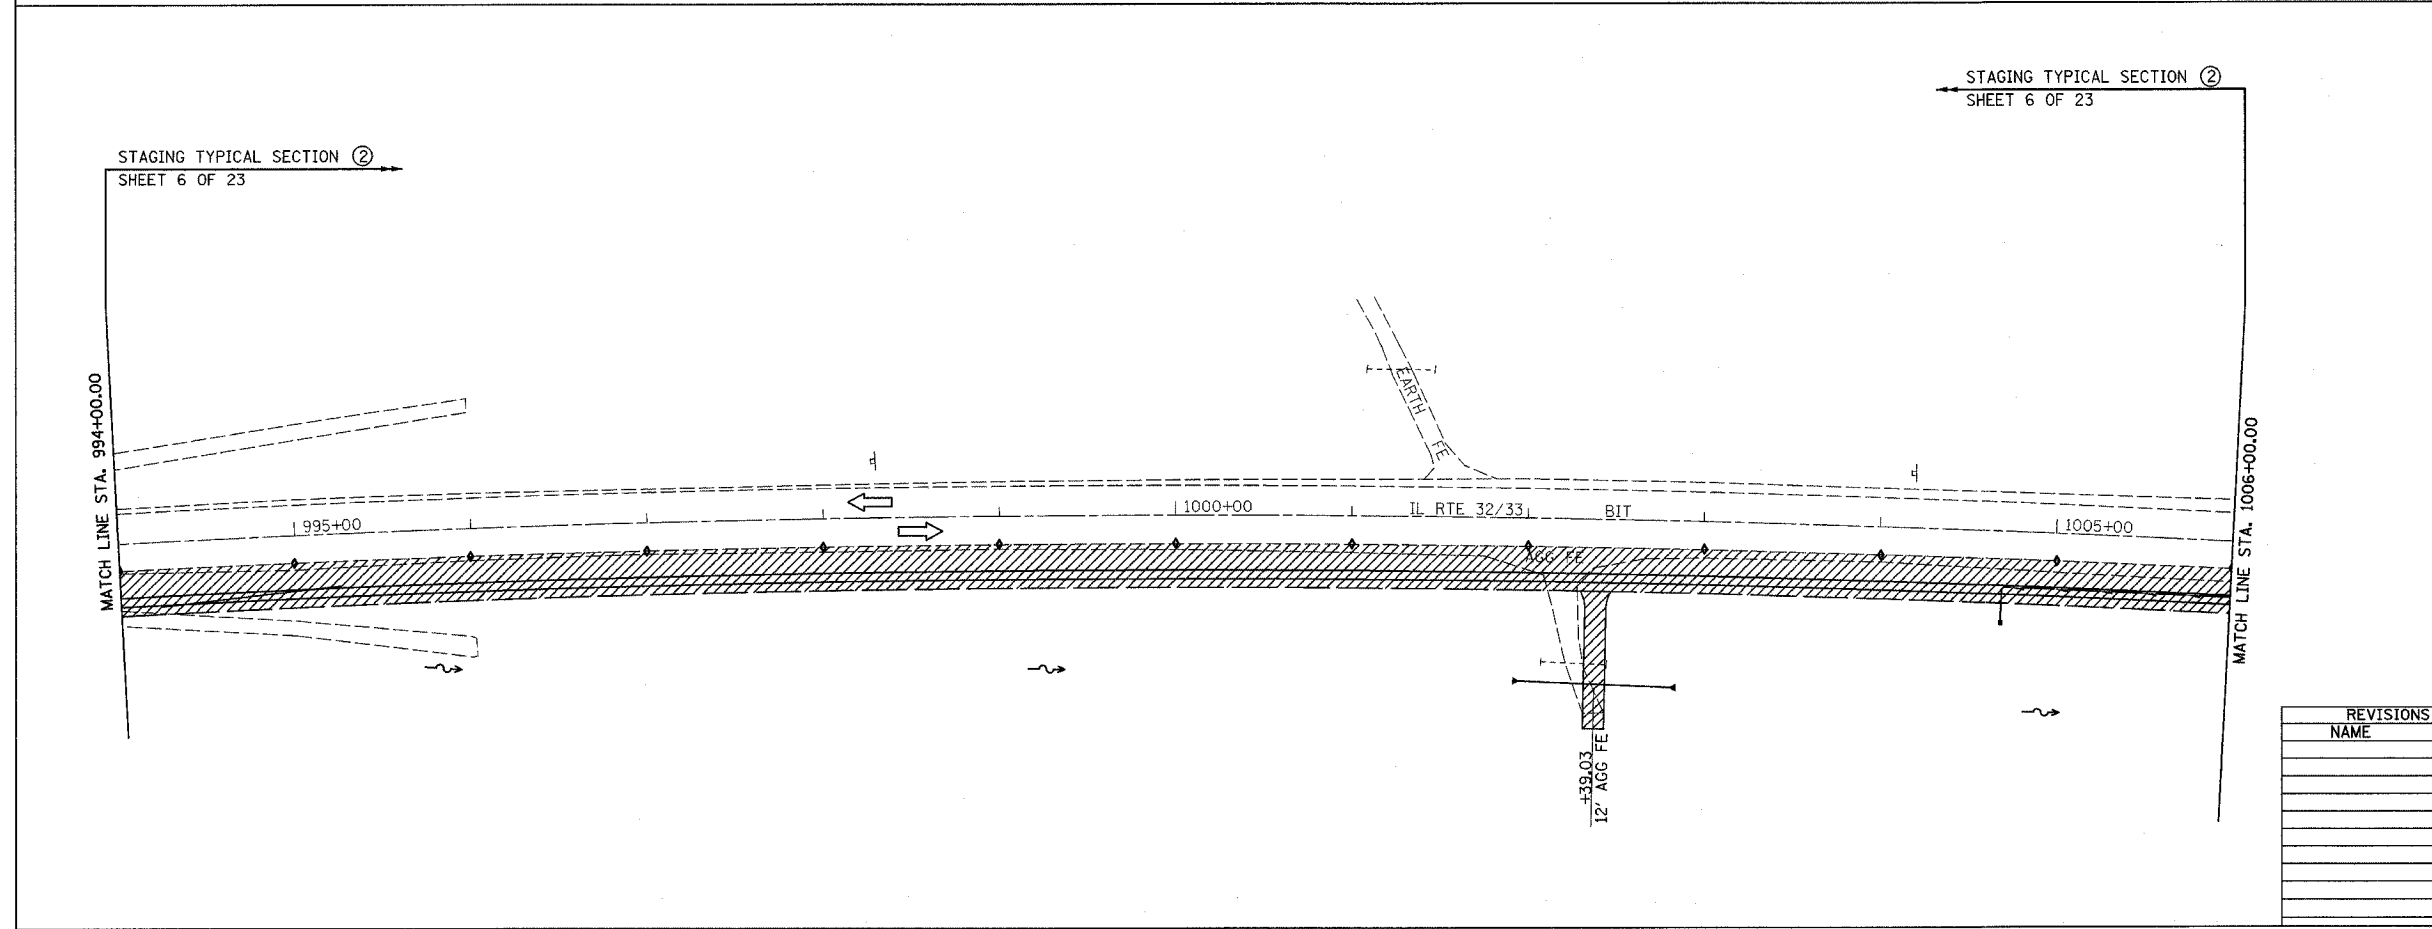 STAGING TYPICAL SECTION 2
SHEET 6 OF 23
STAGING TYPICAL SECTION 2
SHEET 6 OF 23
MATCH LINE STA. 994+00.00
MATCH LINE STA. 1006+00.00
EARTH FE
995+00
1000+00
IL RTE 32/33
BIT
1005+00
AGG FE
+39.03
12' AGG FE
REVISIONS
NAME